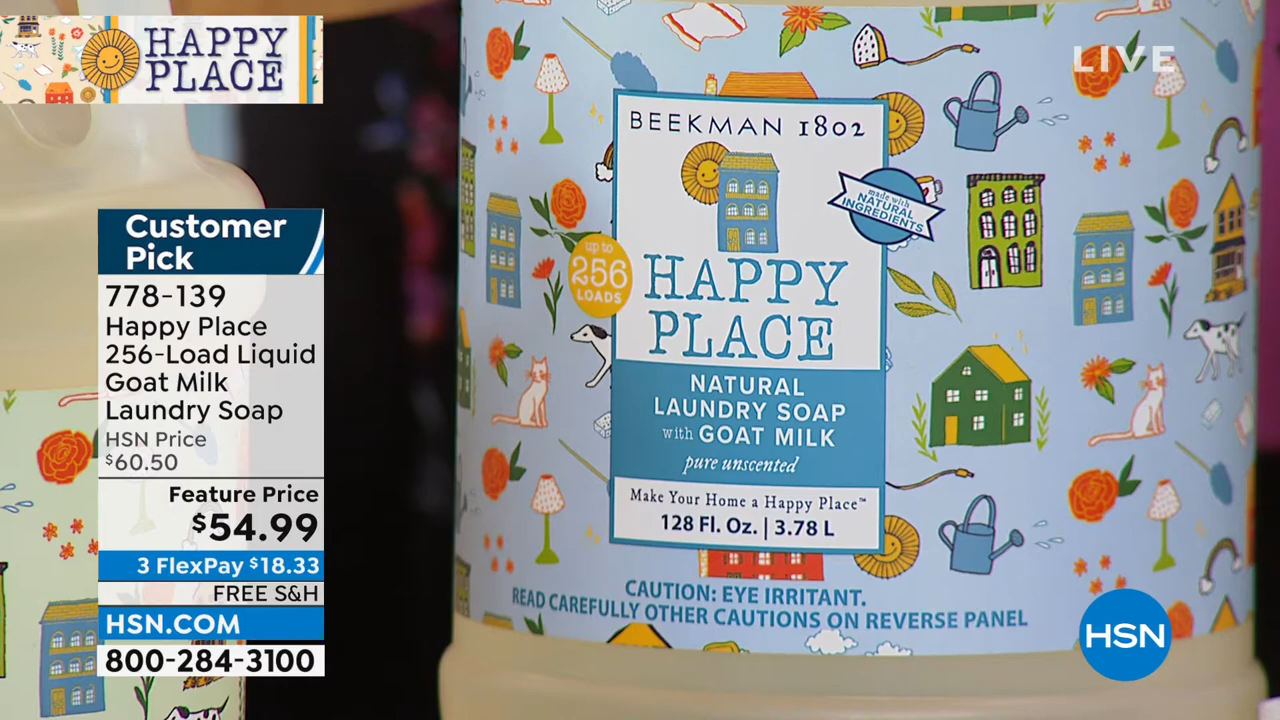 HAPPY
PLACE
LIVE
Customer
Pick
778-139
Happy Place
256-Load Liquid
Goat Milk
Laundry Soap
HSN Price
$60.50
Feature Price
$54.99
3 FlexPay $18.33
FREE S&H
HSN.COM
800-284-3100
BEEKMAN 1802
made with
NATURAL
INGREDIENTS
up to
256
LOADS
HAPPY
PLACE
NATURAL
LAUNDRY SOAP
with GOAT MILK
pure unscented
Make Your Home a Happy Place™
128 Fl. Oz. | 3.78 L
CAUTION: EYE IRRITANT.
READ CAREFULLY OTHER CAUTIONS ON REVERSE PANEL
HSN